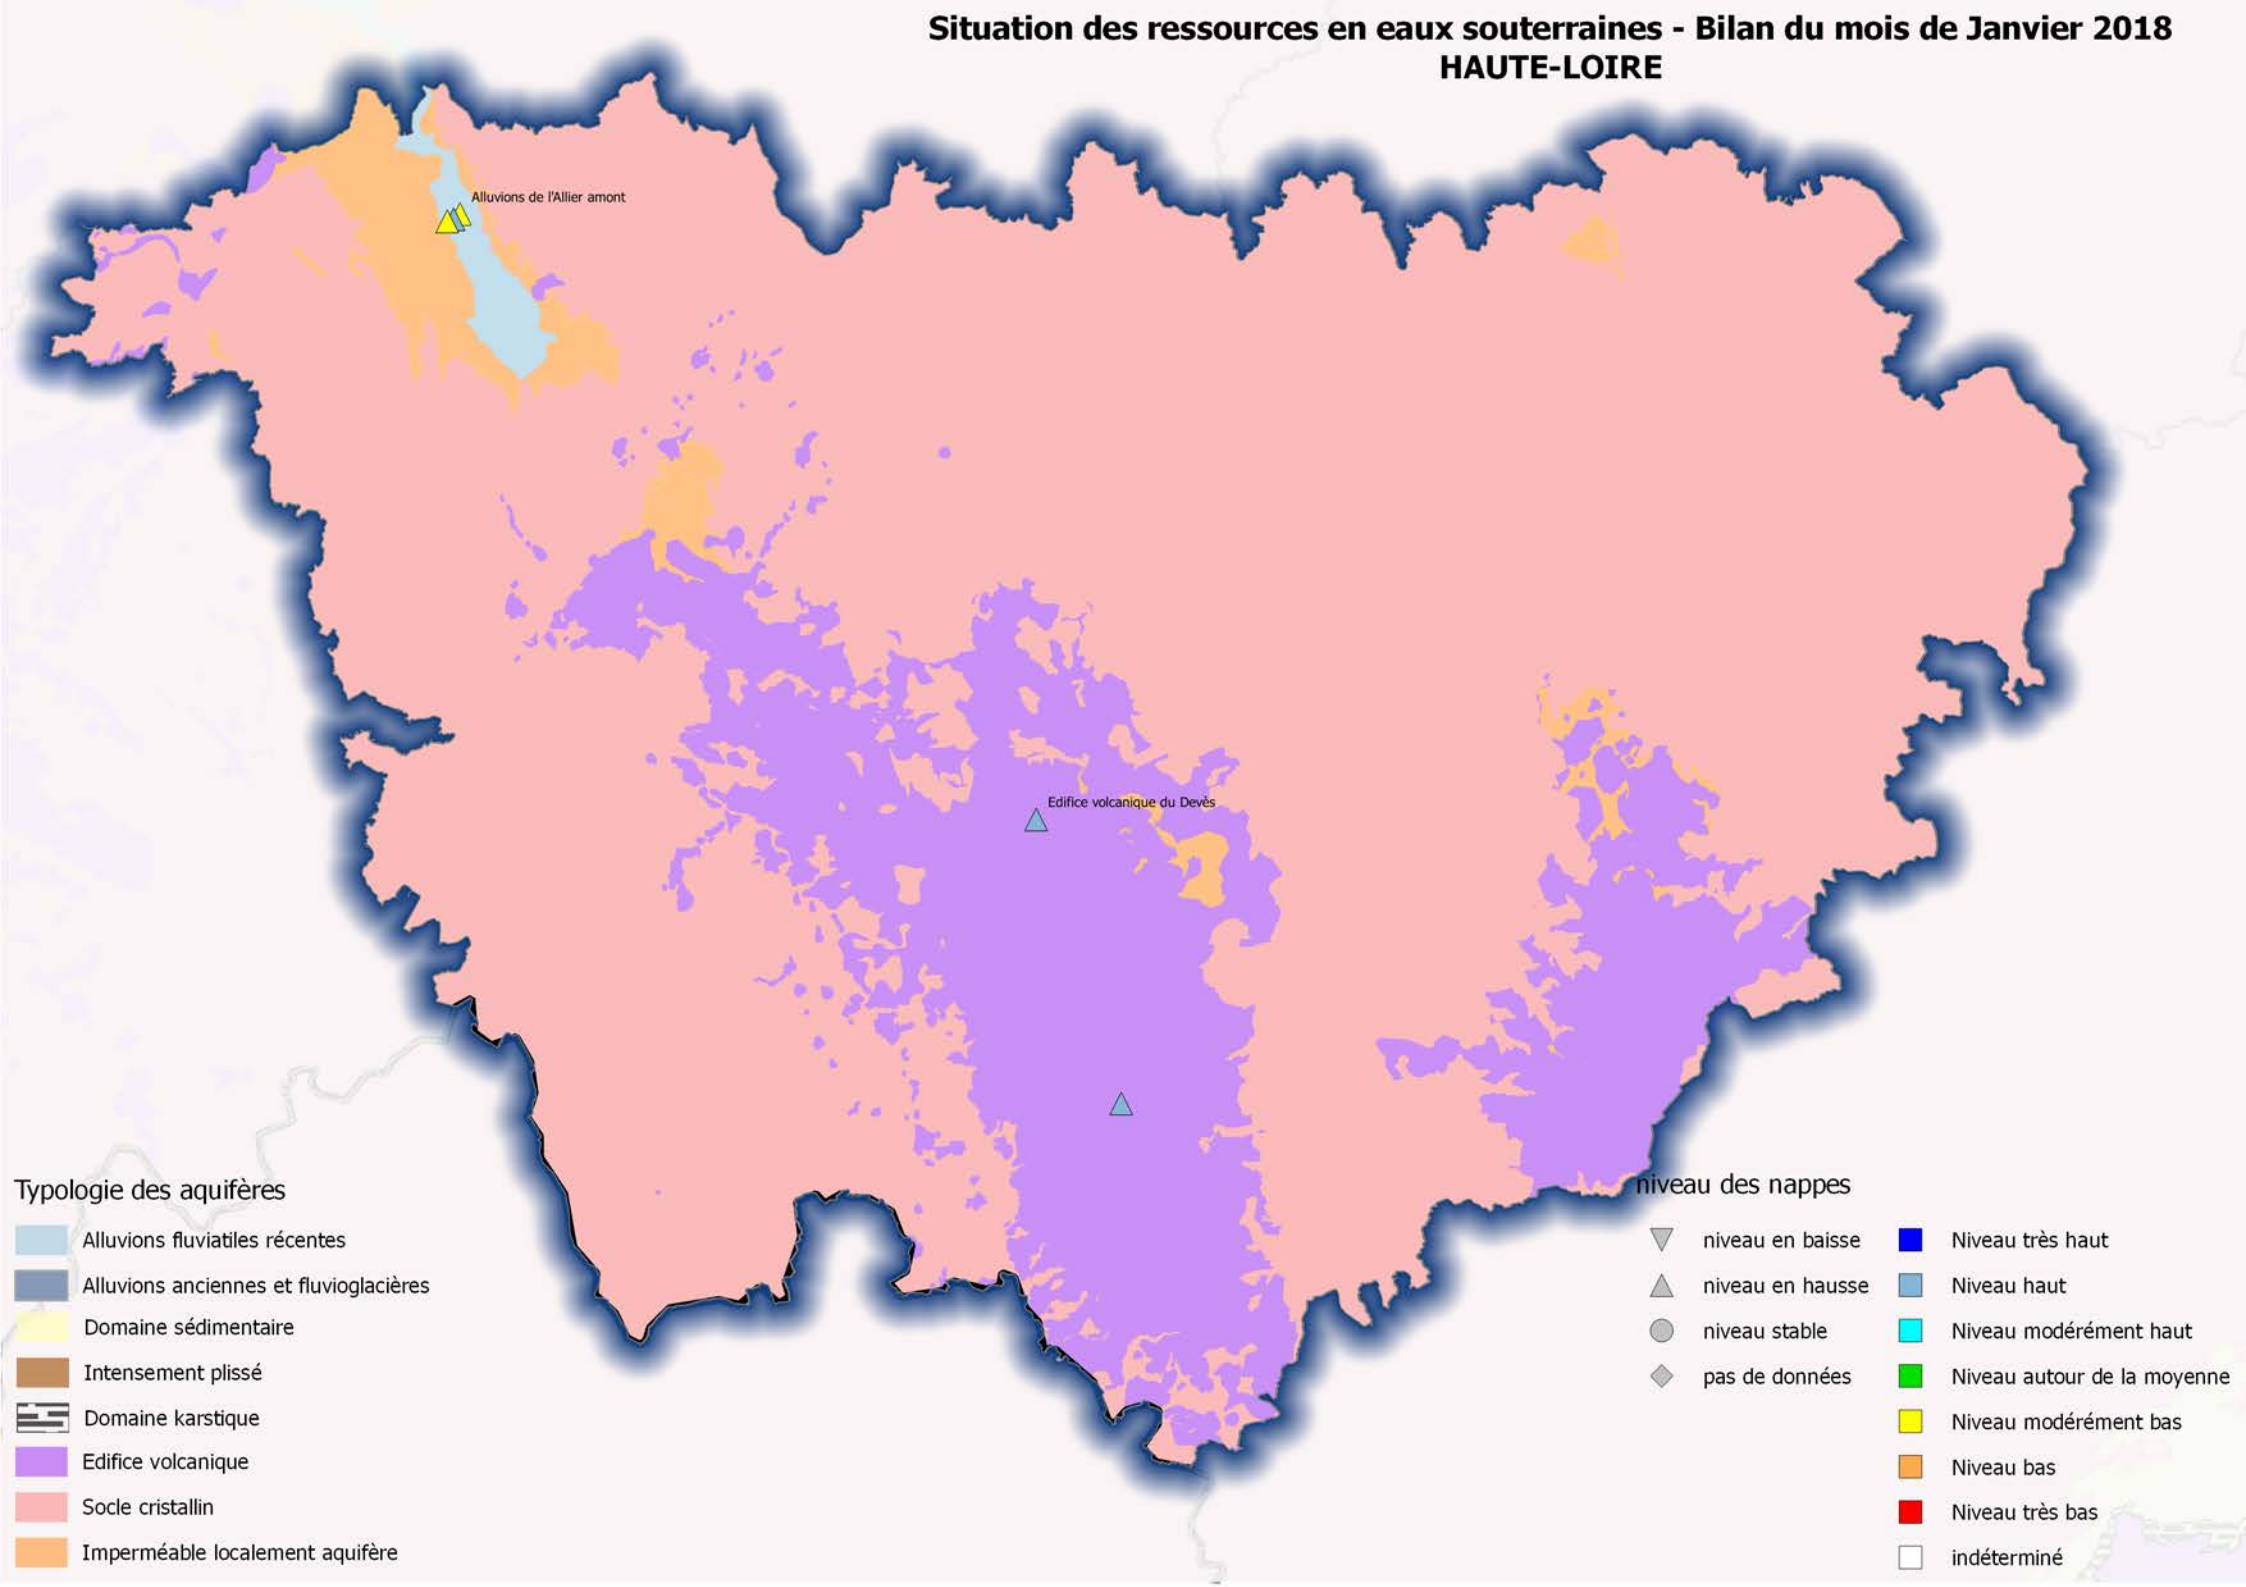 Situation des ressources en eaux souterraines - Bilan du mois de Janvier 2018
HAUTE-LOIRE
Alluvions de l'Allier amont
Edifice volcanique du Devès
Typologie des aquifères
Alluvions fluviatiles récentes
Alluvions anciennes et fluvioglacières
Domaine sédimentaire
Intensement plissé
Domaine karstique
Edifice volcanique
Socle cristallin
Imperméable localement aquifère
niveau des nappes
niveau en baisse
niveau en hausse
niveau stable
pas de données
Niveau très haut
Niveau haut
Niveau modérément haut
Niveau autour de la moyenne
Niveau modérément bas
Niveau bas
Niveau très bas
indéterminé